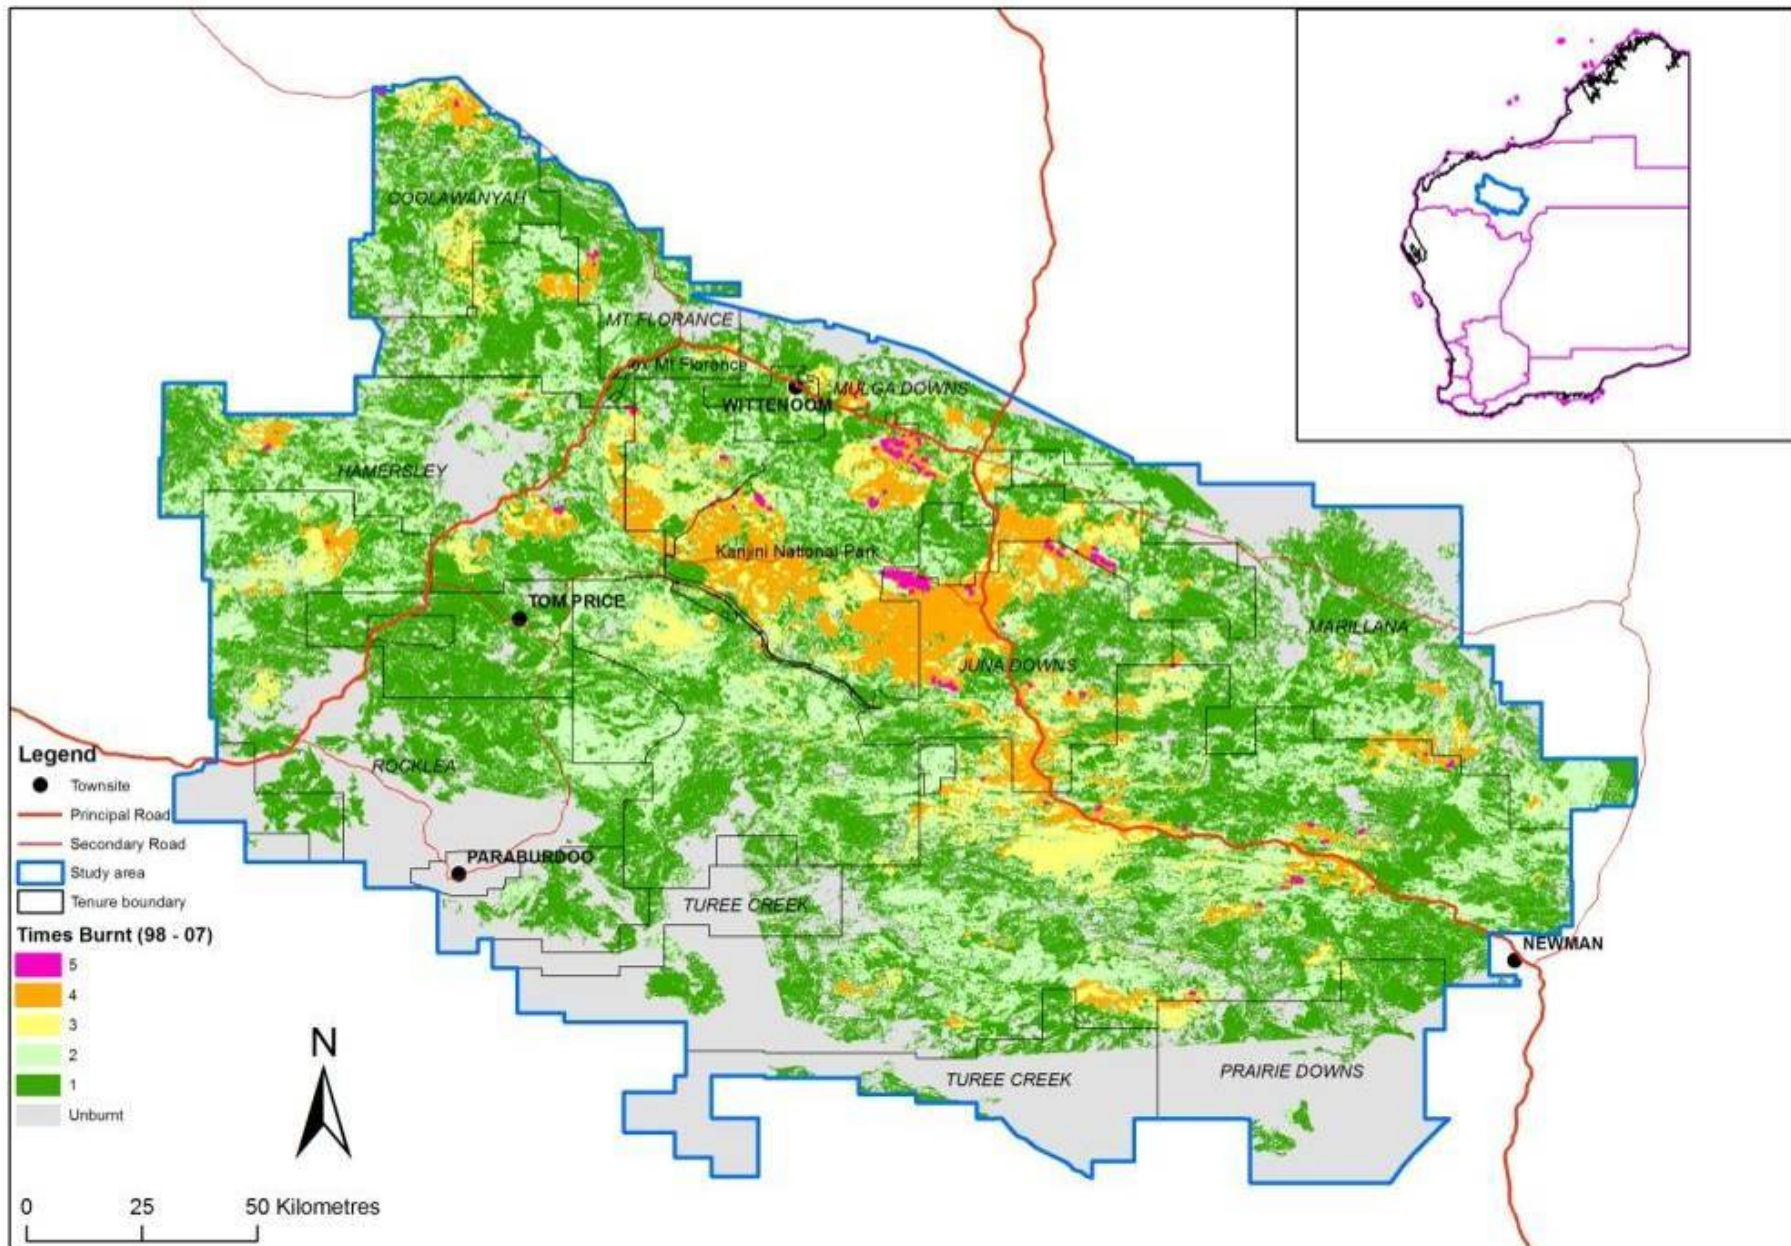 COOLAWANYAH
MT FLORANCE
ex Mt Florence
MULGA DOWNS
WITTENOOM
HAMERSLEY
Karijini National Park
TOM PRICE
MARILLANA
JUNA DOWNS
ROCKLEA
PARABURDOO
TUREE CREEK
NEWMAN
TUREE CREEK
PRAIRIE DOWNS
Legend
Townsite
Principal Road
Secondary Road
Study area
Tenure boundary
Times Burnt (98 - 07)
5
4
3
2
1
Unburnt
N
0 25 50 Kilometres